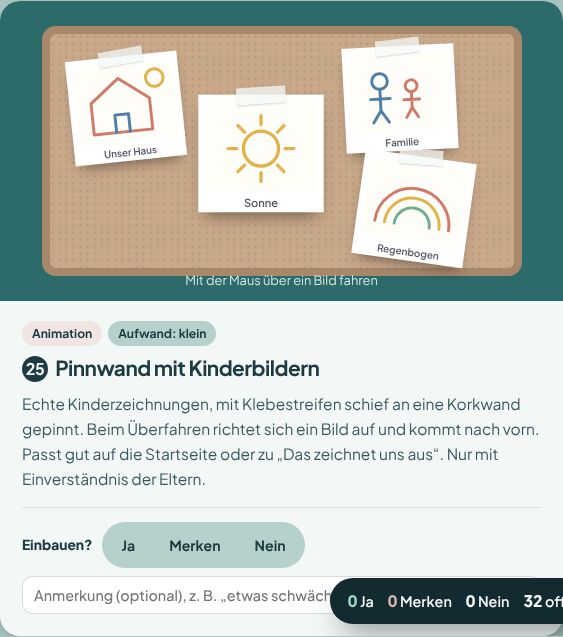 Unser Haus
Sonne
Familie
Regenbogen
Mit der Maus über ein Bild fahren
Animation
Aufwand: klein
25 Pinnwand mit Kinderbildern
Echte Kinderzeichnungen, mit Klebestreifen schief an eine Korkwand
gepinnt. Beim Überfahren richtet sich ein Bild auf und kommt nach vorn.
Passt gut auf die Startseite oder zu „Das zeichnet uns aus“. Nur mit
Einverständnis der Eltern.
Einbauen? Ja Merken Nein
Anmerkung (optional), z. B. „etwas
0 Ja 0 Merken 0 Nein 32